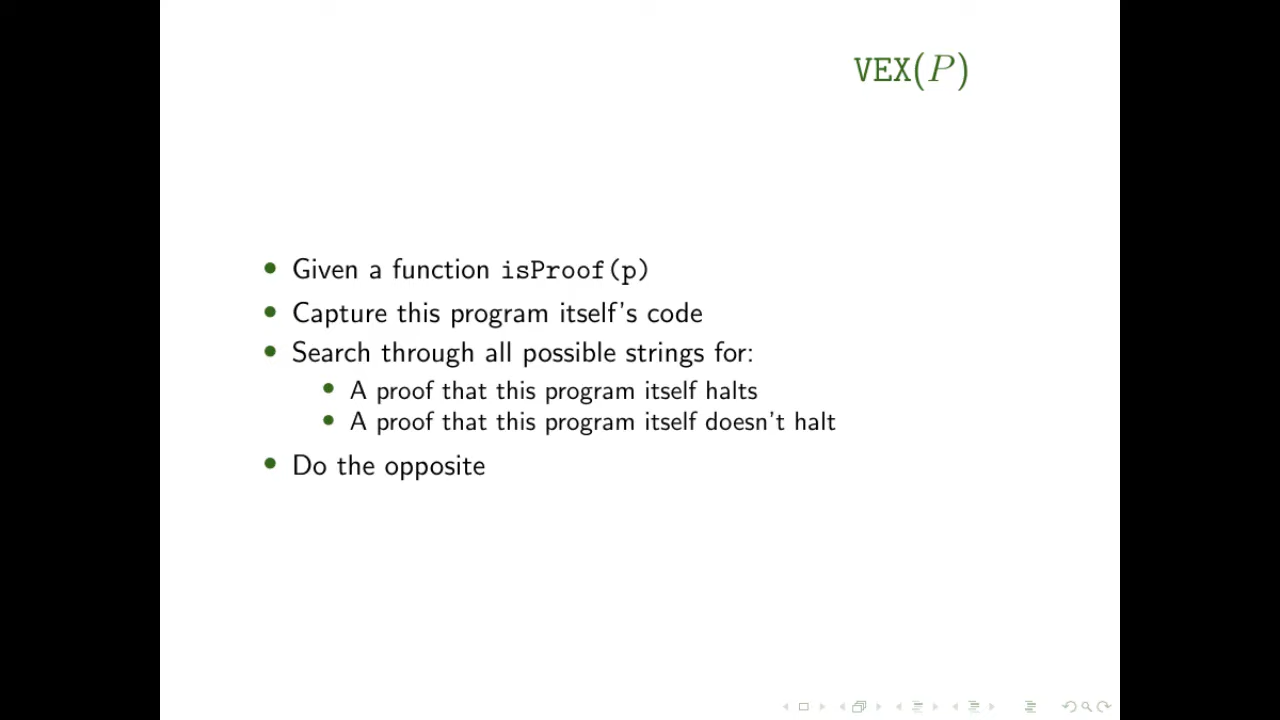 VEX(P)
• Given a function isProof(p)
• Capture this program itself's code
• Search through all possible strings for:
• A proof that this program itself halts
• A proof that this program itself doesn't halt
• Do the opposite